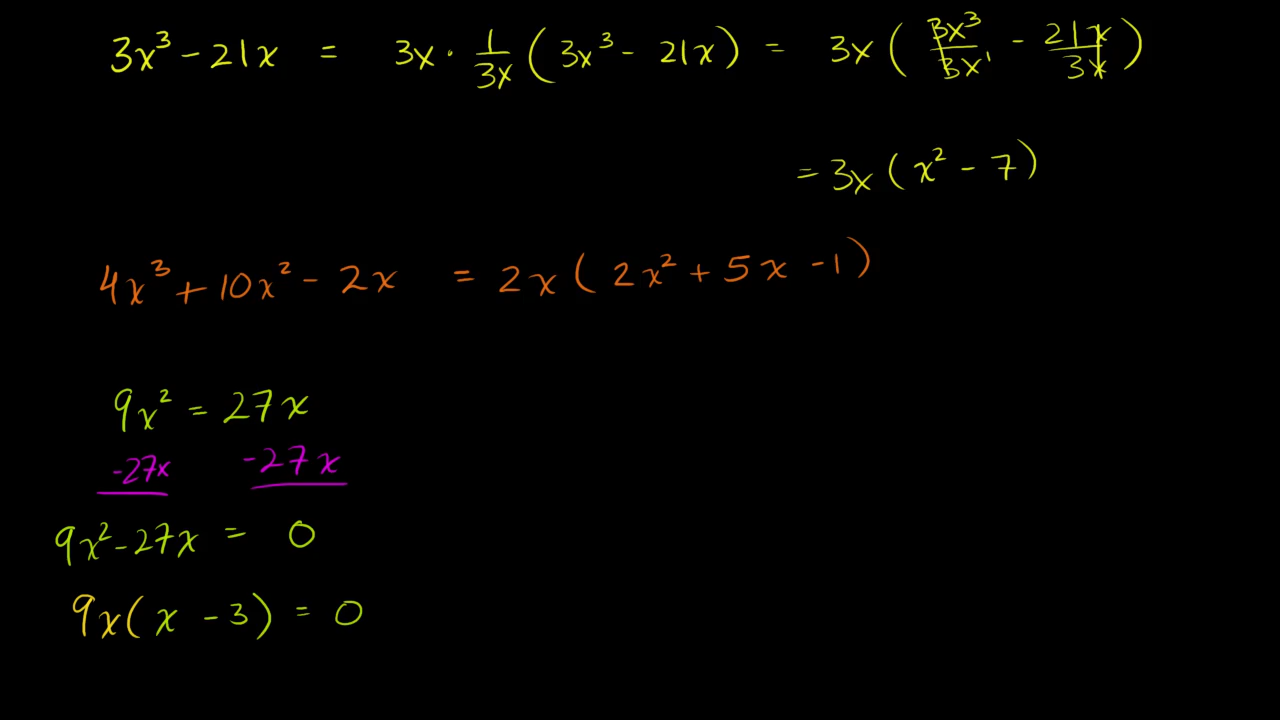 3x³ - 21x = 3x · 1/3x (3x³ - 21x) = 3x (3x³/3x¹ - 21x/3x)
= 3x (x² - 7)
4x³ + 10x² - 2x = 2x (2x² + 5x - 1)
9x² = 27x
-27x -27x
9x² - 27x = 0
9x(x - 3) = 0